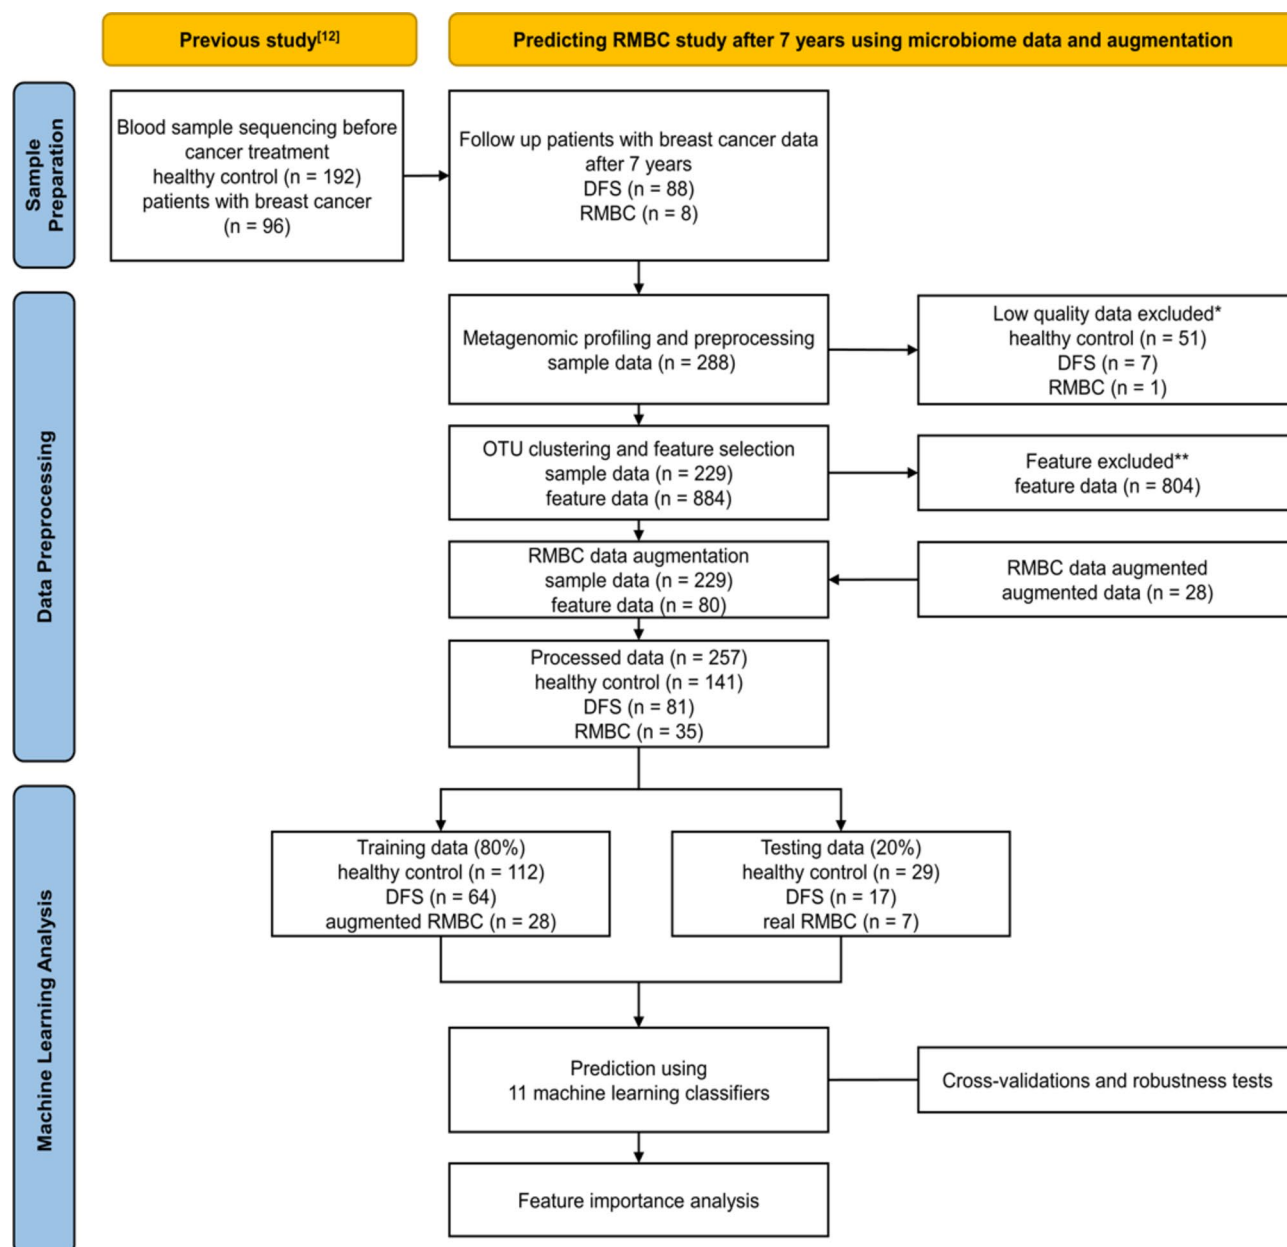 Previous study[12]
Predicting RMBC study after 7 years using microbiome data and augmentation
Sample
Preparation
Blood sample sequencing before
cancer treatment
healthy control (n = 192)
patients with breast cancer
(n = 96)
Follow up patients with breast cancer data
after 7 years
DFS (n = 88)
RMBC (n = 8)
Data Preprocessing
Metagenomic profiling and preprocessing
sample data (n = 288)
Low quality data excluded*
healthy control (n = 51)
DFS (n = 7)
RMBC (n = 1)
OTU clustering and feature selection
sample data (n = 229)
feature data (n = 884)
Feature excluded**
feature data (n = 804)
RMBC data augmentation
sample data (n = 229)
feature data (n = 80)
RMBC data augmented
augmented data (n = 28)
Processed data (n = 257)
healthy control (n = 141)
DFS (n = 81)
RMBC (n = 35)
Machine Learning Analysis
Training data (80%)
healthy control (n = 112)
DFS (n = 64)
augmented RMBC (n = 28)
Testing data (20%)
healthy control (n = 29)
DFS (n = 17)
real RMBC (n = 7)
Prediction using
11 machine learning classifiers
Cross-validations and robustness tests
Feature importance analysis